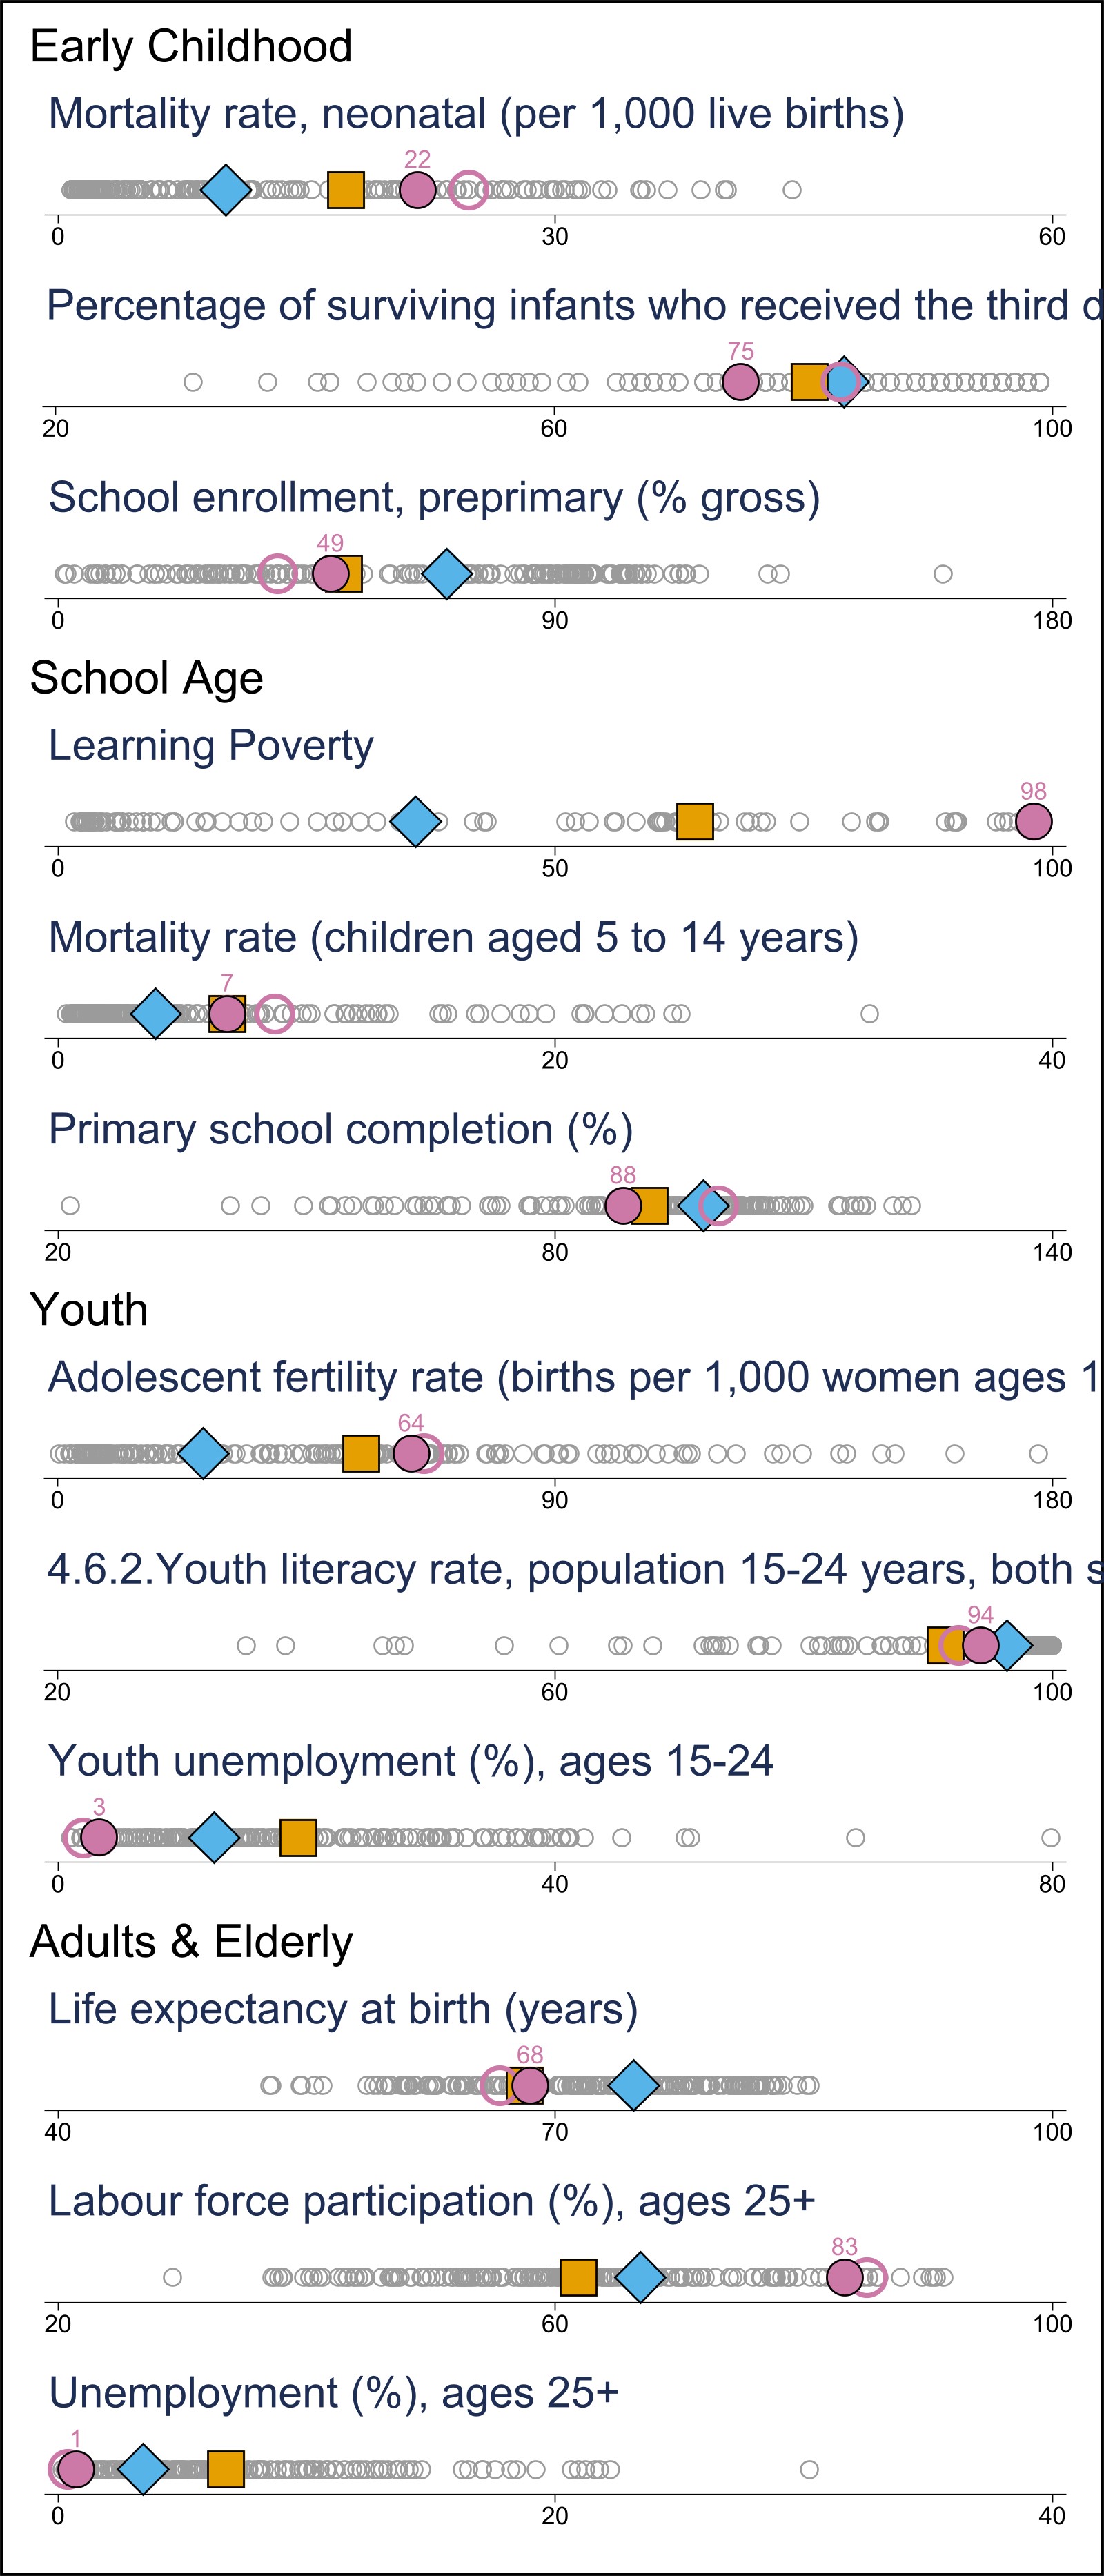 Early Childhood
Mortality rate, neonatal (per 1,000 live births)
22
0 30 60
Percentage of surviving infants who received the third d
75
20 60 100
School enrollment, preprimary (% gross)
49
0 90 180
School Age
Learning Poverty
98
0 50 100
Mortality rate (children aged 5 to 14 years)
7
0 20 40
Primary school completion (%)
88
20 80 140
Youth
Adolescent fertility rate (births per 1,000 women ages 1
64
0 90 180
4.6.2.Youth literacy rate, population 15-24 years, both s
94
20 60 100
Youth unemployment (%), ages 15-24
3
0 40 80
Adults & Elderly
Life expectancy at birth (years)
68
40 70 100
Labour force participation (%), ages 25+
83
20 60 100
Unemployment (%), ages 25+
1
0 20 40